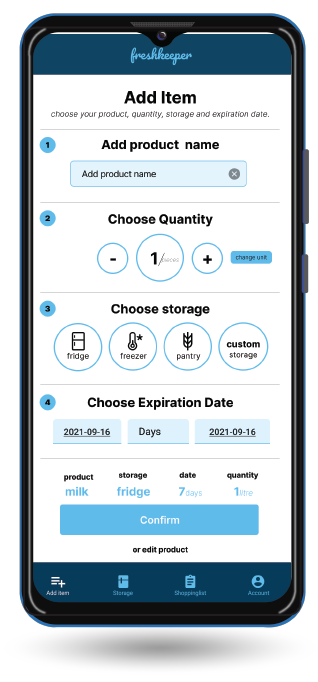 freshkeeper
Add Item
choose your product, quantity, storage and expiration date.
1 Add product name
Add product name
2 Choose Quantity
- 1/pieces + change unit
3 Choose storage
fridge freezer pantry custom storage
4 Choose Expiration Date
2021-09-16 Days 2021-09-16
product storage date quantity
milk fridge 7days 1litre
Confirm
or edit product
Add item Storage Shoppinglist Account